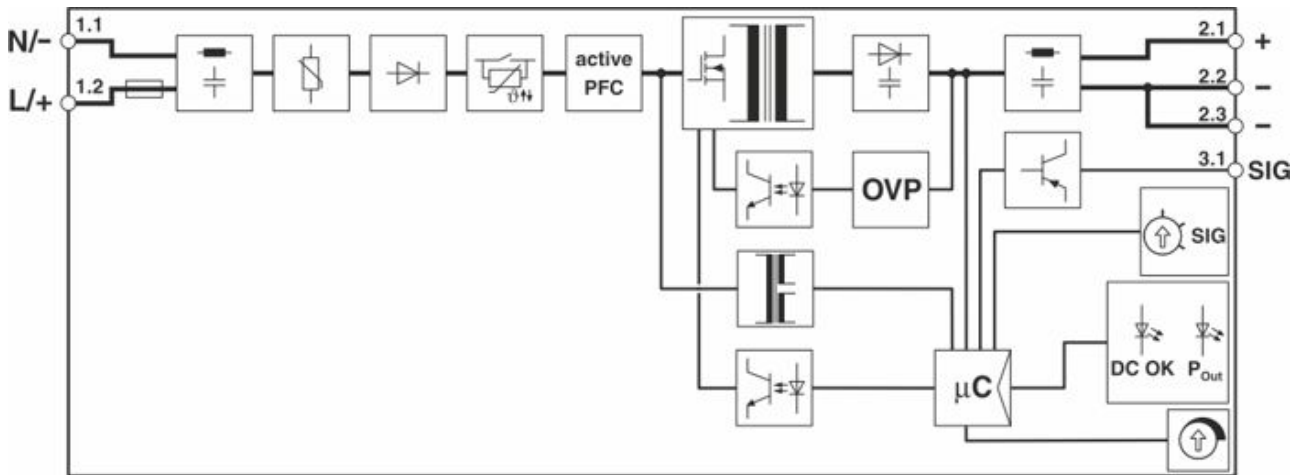 N/-
1.1
L/+
1.2
active
PFC
2.1
+
2.2
-
2.3
-
3.1
SIG
OVP
ϑ
SIG
DC OK
POut
µC